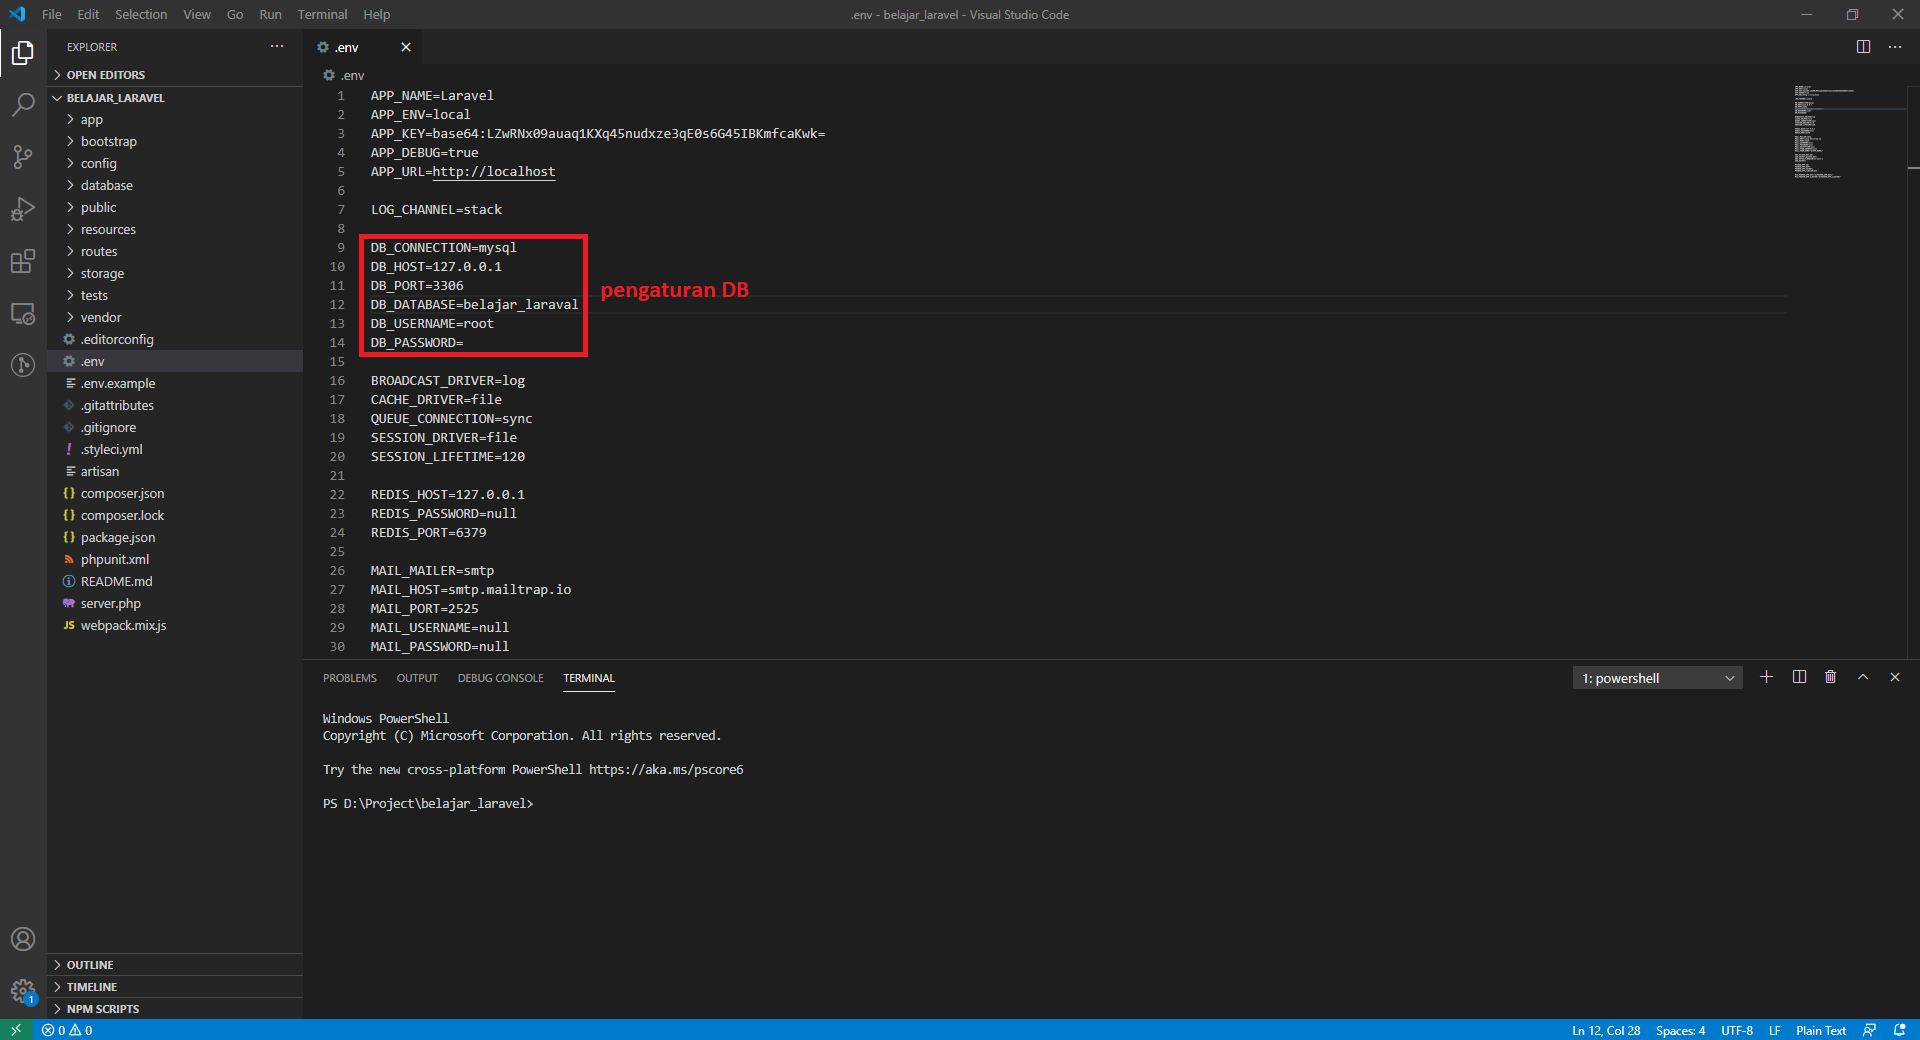 File Edit Selection View Go Run Terminal Help
.env - belajar_laravel - Visual Studio Code
EXPLORER
OPEN EDITORS
BELAJAR_LARAVEL
app
bootstrap
config
database
public
resources
routes
storage
tests
vendor
.editorconfig
.env
.env.example
.gitattributes
.gitignore
! .styleci.yml
artisan
{} composer.json
{} composer.lock
{} package.json
phpunit.xml
README.md
server.php
JS webpack.mix.js
OUTLINE
TIMELINE
NPM SCRIPTS
.env
.env
1 APP_NAME=Laravel
2 APP_ENV=local
3 APP_KEY=base64:LZwRNx09auaq1KXq45nudxze3qE0s6G45IBKmfcaKwk=
4 APP_DEBUG=true
5 APP_URL=http://localhost
6
7 LOG_CHANNEL=stack
8
9 DB_CONNECTION=mysql
10 DB_HOST=127.0.0.1
11 DB_PORT=3306
12 DB_DATABASE=belajar_laraval
13 DB_USERNAME=root
14 DB_PASSWORD=
pengaturan DB
15
16 BROADCAST_DRIVER=log
17 CACHE_DRIVER=file
18 QUEUE_CONNECTION=sync
19 SESSION_DRIVER=file
20 SESSION_LIFETIME=120
21
22 REDIS_HOST=127.0.0.1
23 REDIS_PASSWORD=null
24 REDIS_PORT=6379
25
26 MAIL_MAILER=smtp
27 MAIL_HOST=smtp.mailtrap.io
28 MAIL_PORT=2525
29 MAIL_USERNAME=null
30 MAIL_PASSWORD=null
PROBLEMS OUTPUT DEBUG CONSOLE TERMINAL
1: powershell
Windows PowerShell
Copyright (C) Microsoft Corporation. All rights reserved.
Try the new cross-platform PowerShell https://aka.ms/pscore6
PS D:\Project\belajar_laravel>
1
0 0
Ln 12, Col 28 Spaces: 4 UTF-8 LF Plain Text